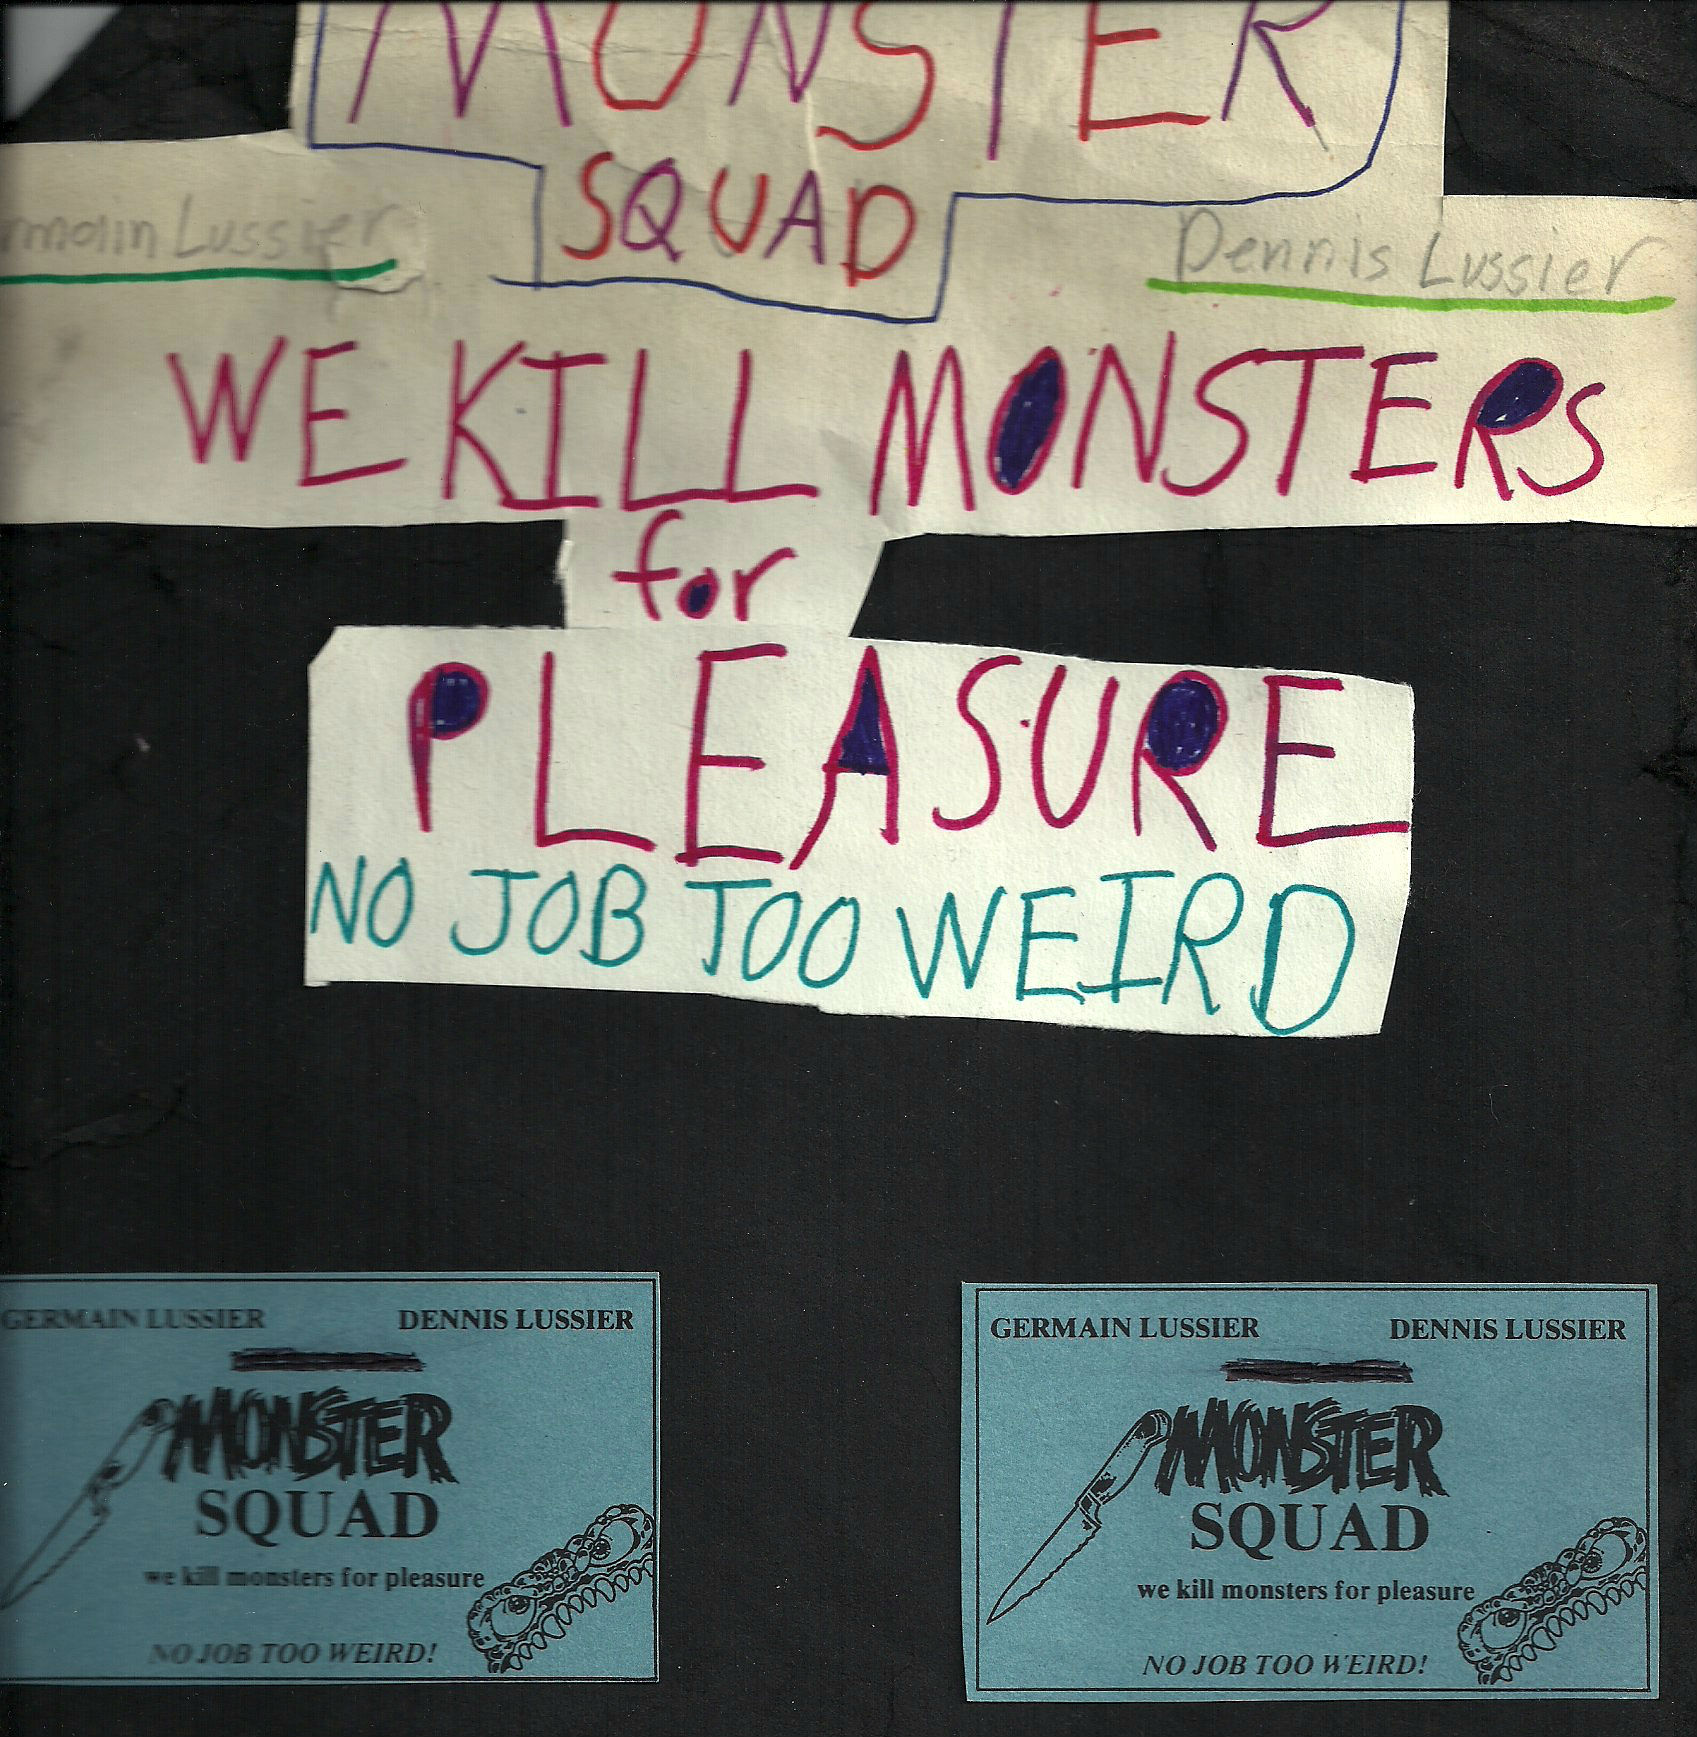 MONSTER
SQUAD
rmain Lussier
Dennis Lussier
WE KILL MONSTERS
for
PLEASURE
NO JOB TOO WEIRD
GERMAIN LUSSIER DENNIS LUSSIER
MONSTER
SQUAD
we kill monsters for pleasure
NO JOB TOO WEIRD!
GERMAIN LUSSIER DENNIS LUSSIER
MONSTER
SQUAD
we kill monsters for pleasure
NO JOB TOO WEIRD!